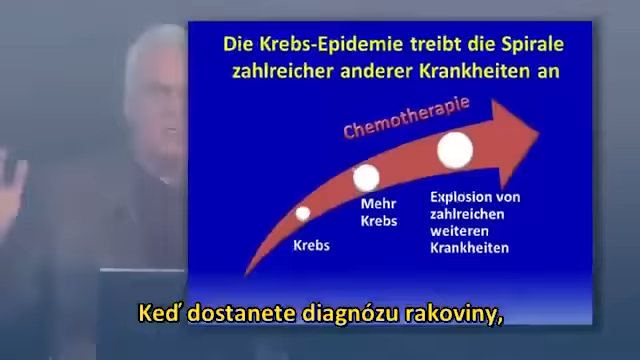 Die Krebs-Epidemie treibt die Spirale
zahlreicher anderer Krankheiten an
Chemotherapie
Krebs
Mehr
Krebs
Explosion von
zahlreichen
weiteren
Krankheiten
Keď dostanete diagnózu rakoviny,